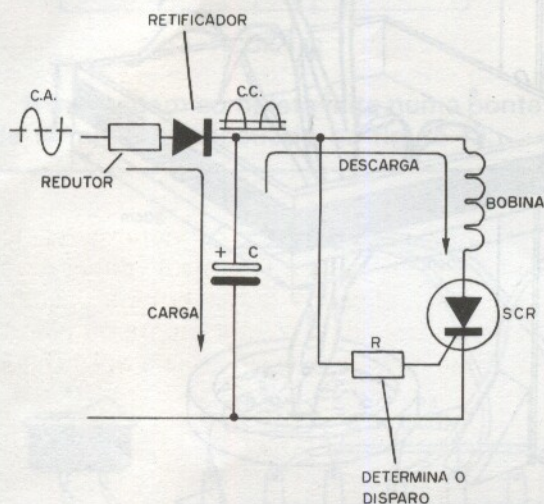 RETIFICADOR
C.A.
C.C.
REDUTOR
DESCARGA
BOBINA
+ C
CARGA
SCR
R
DETERMINA O
DISPARO